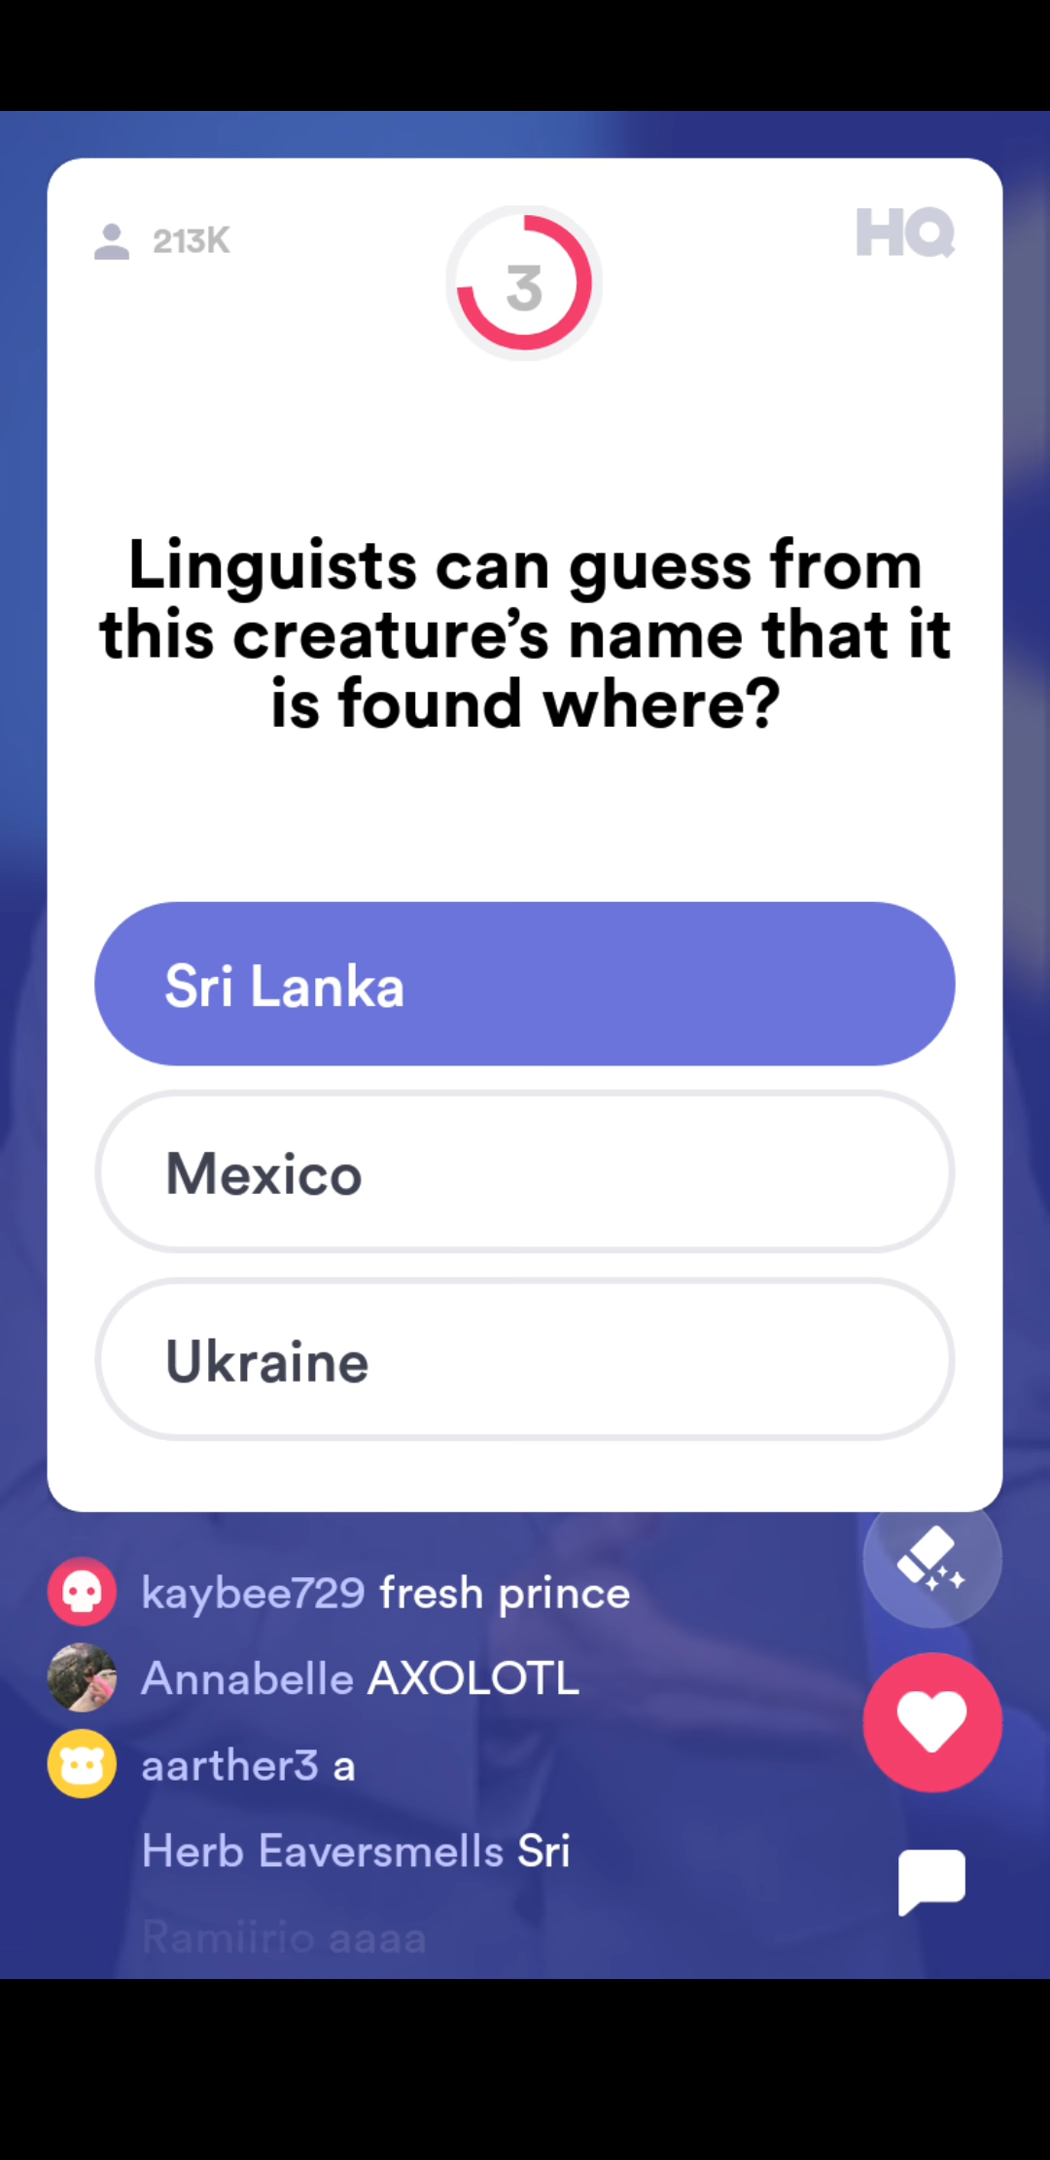 213K
3
HQ
Linguists can guess from
this creature’s name that it
is found where?
Sri Lanka
Mexico
Ukraine
kaybee729 fresh prince
Annabelle AXOLOTL
aarther3 a
Herb Eaversmells Sri
Ramiirio aaaa